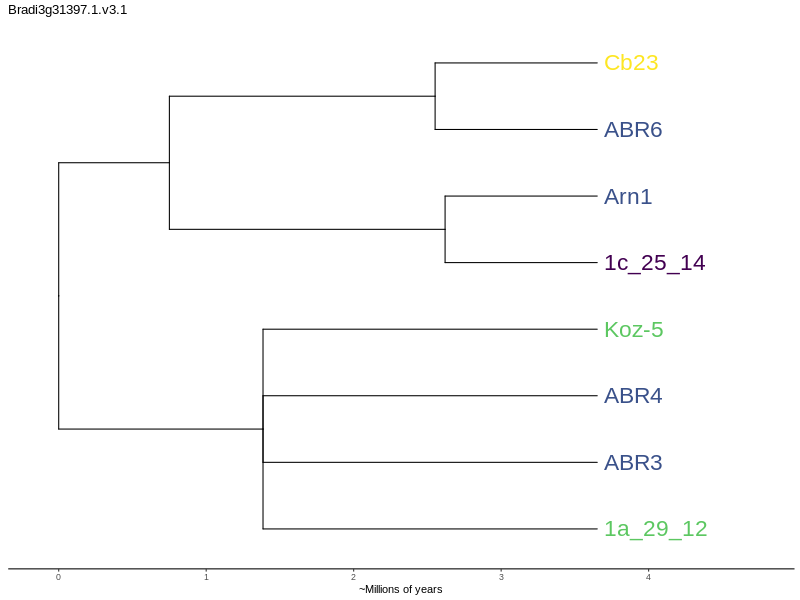 Bradi3g31397.1.v3.1
Cb23
ABR6
Arn1
1c_25_14
Koz-5
ABR4
ABR3
1a_29_12
0 1 2 3 4
~Millions of years